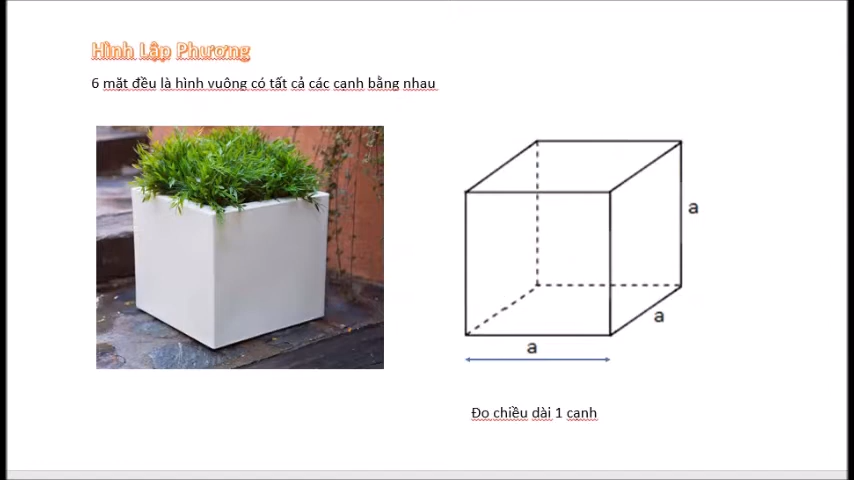 Hình Lập Phương
6 mặt đều là hình vuông có tất cả các cạnh bằng nhau
a
a
a
Đo chiều dài 1 cạnh